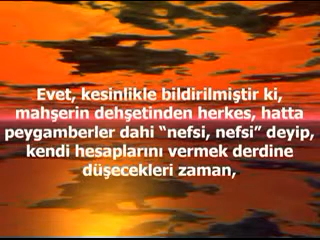 Evet, kesinlikle bildirilmiştir ki,
mahşerin dehşetinden herkes, hatta
peygamberler dahi “nefsi, nefsi” deyip,
kendi hesaplarını vermek derdine
düşecekleri zaman,